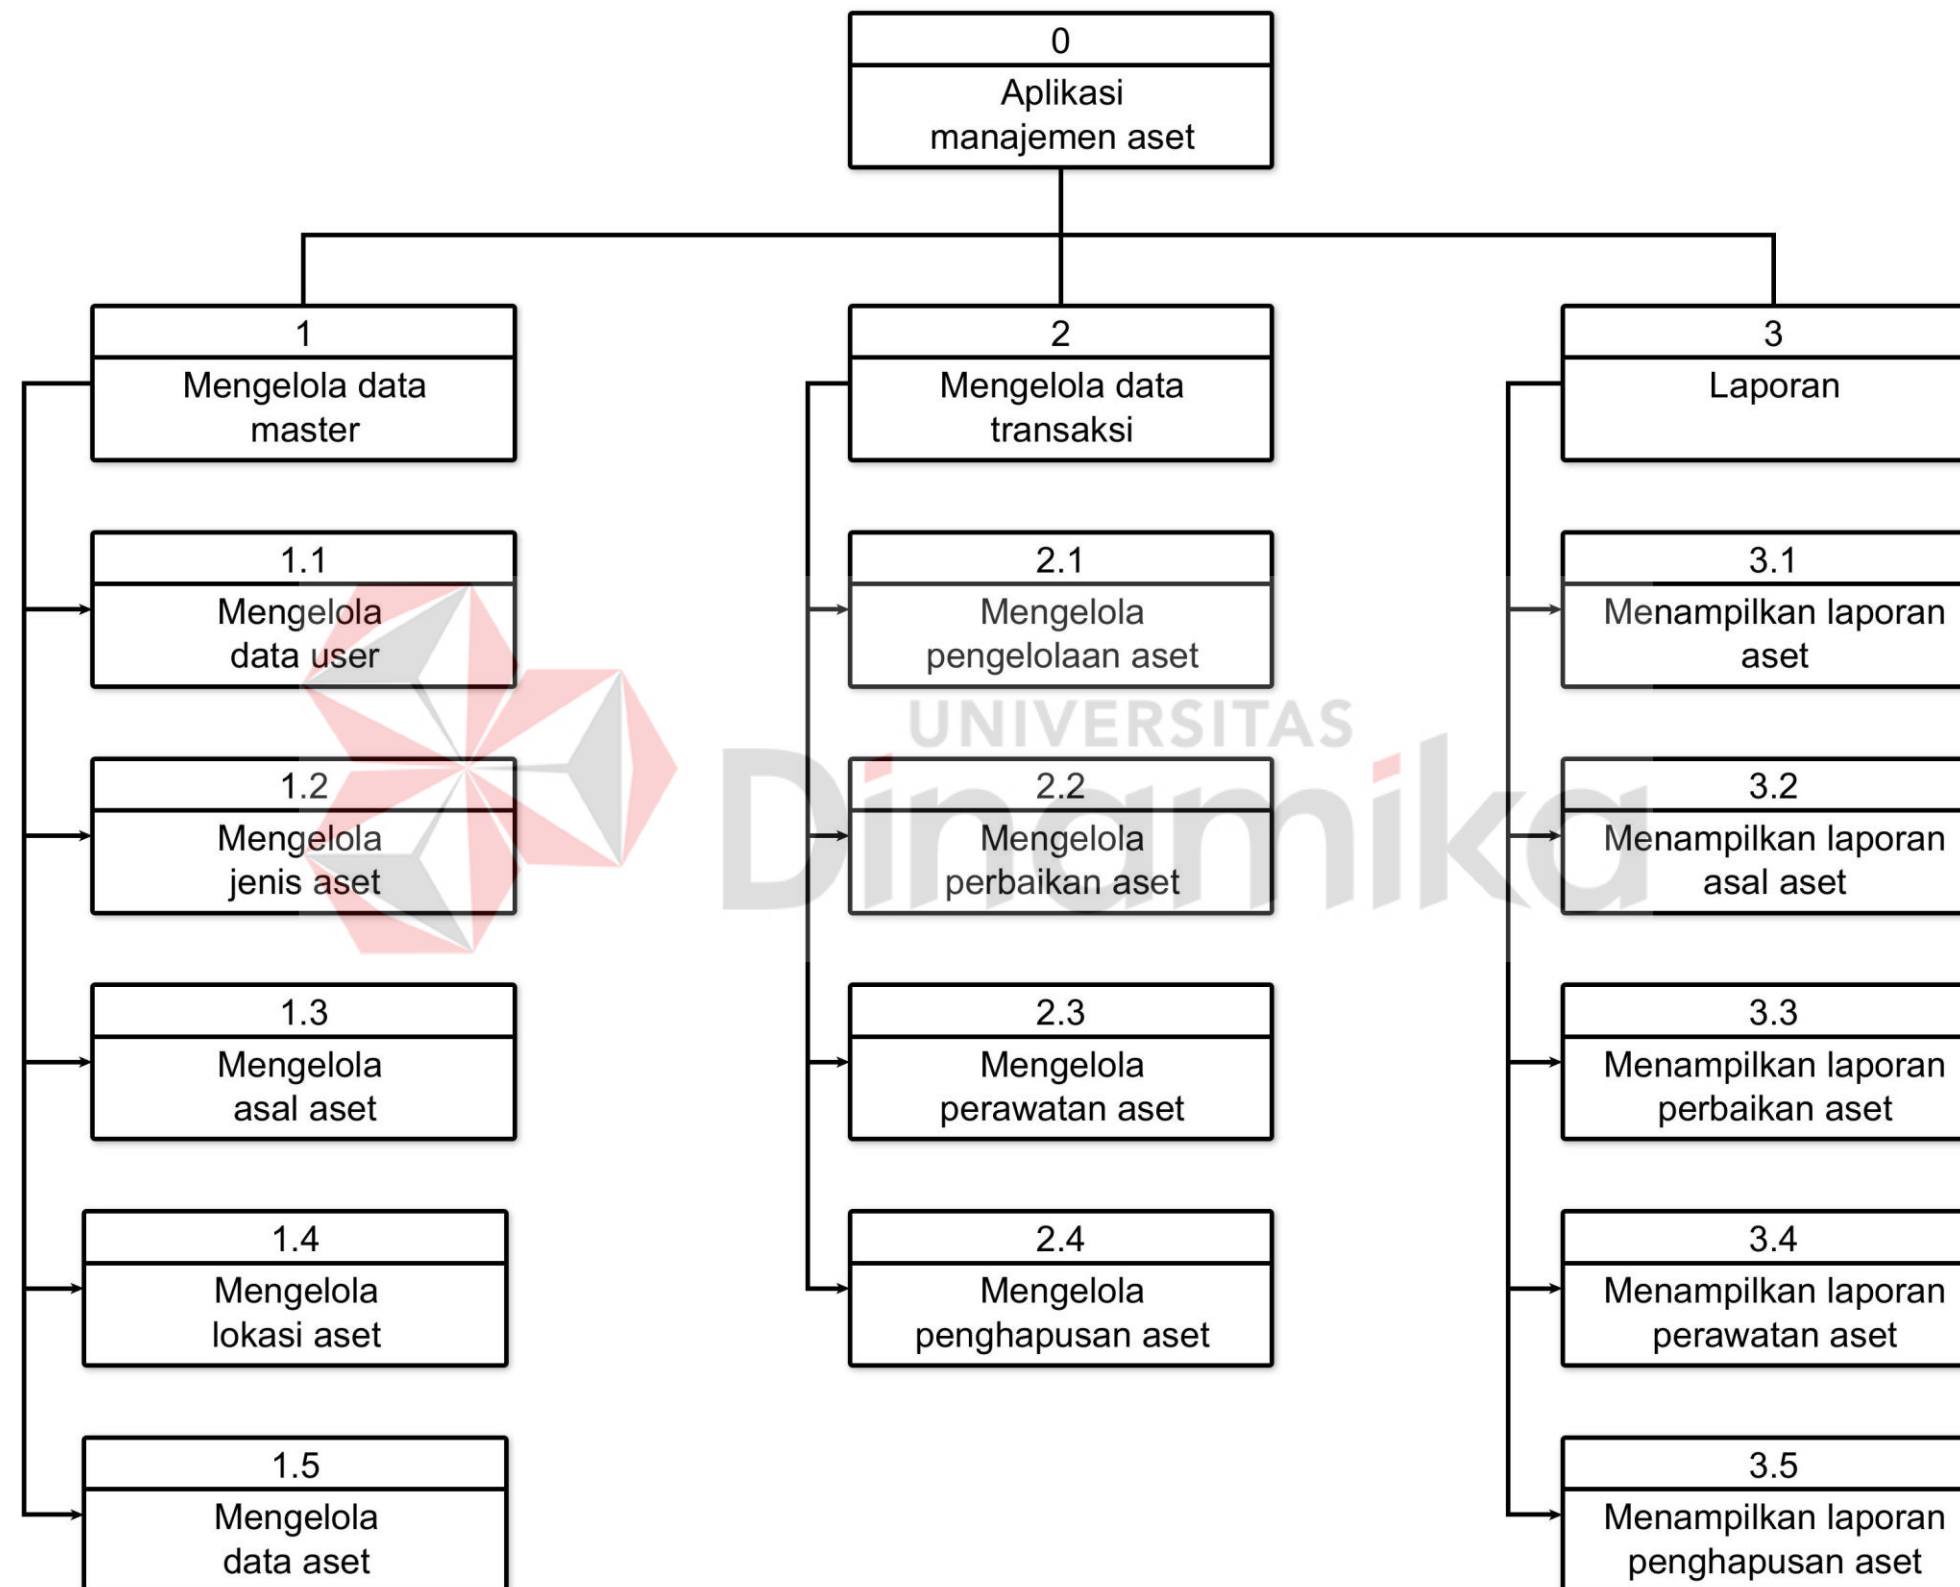 0
Aplikasi
manajemen aset
1
Mengelola data
master
2
Mengelola data
transaksi
3
Laporan
1.1
Mengelola
data user
2.1
Mengelola
pengelolaan aset
3.1
Menampilkan laporan
aset
UNIVERSITAS
Dinamika
1.2
Mengelola
jenis aset
2.2
Mengelola
perbaikan aset
3.2
Menampilkan laporan
asal aset
1.3
Mengelola
asal aset
2.3
Mengelola
perawatan aset
3.3
Menampilkan laporan
perbaikan aset
1.4
Mengelola
lokasi aset
2.4
Mengelola
penghapusan aset
3.4
Menampilkan laporan
perawatan aset
1.5
Mengelola
data aset
3.5
Menampilkan laporan
penghapusan aset